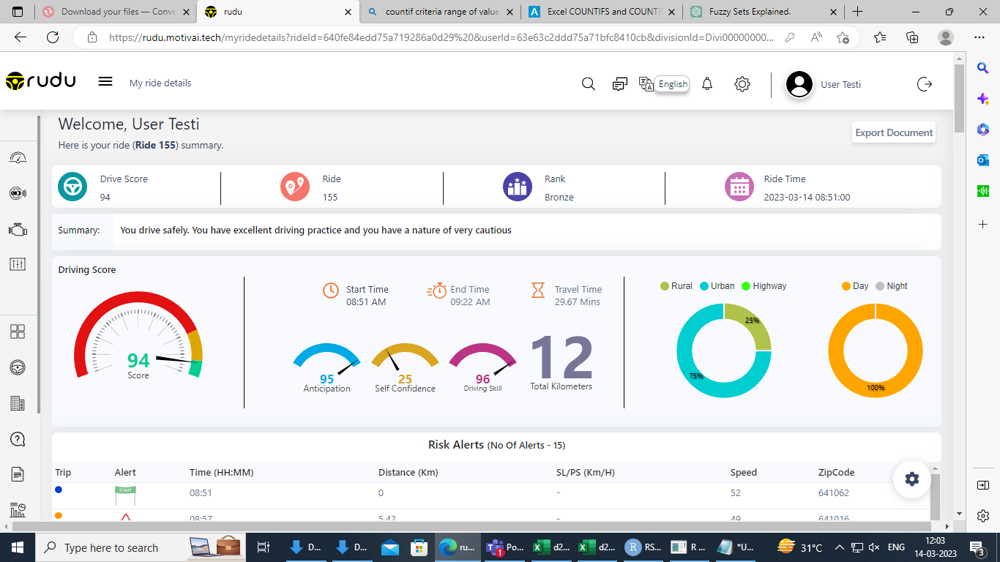 Download your files — Conve
rudu
countif criteria range of value
Excel COUNTIFS and COUNTI
Fuzzy Sets Explained.
https://rudu.motivai.tech/myridedetails?rideId=640fe84edd75a719286a0d29%20&userId=63e63c2ddd75a71bfc8410cb&divisionId=Divi00000000...
rudu
My ride details
English
User Testi
Welcome, User Testi
Export Document
Here is your ride (Ride 155) summary.
Drive Score
94
Ride
155
Rank
Bronze
Ride Time
2023-03-14 08:51:00
Summary:
You drive safely. You have excellent driving practice and you have a nature of very cautious
Driving Score
94
Score
Start Time
08:51 AM
End Time
09:22 AM
Travel Time
29.67 Mins
95
Anticipation
25
Self Confidence
96
Driving Skill
12
Total Kilometers
Rural Urban Highway
25%
75%
Day Night
100%
Risk Alerts (No Of Alerts - 15)
Trip Alert Time (HH:MM) Distance (Km) SL/PS (Km/H) Speed ZipCode
START 08:51 0 - 52 641062
08:57 5.42 - 49 641016
Type here to search
D...
D...
ru...
Po...
1
d2...
d2...
RS...
R ...
*U...
31°C
ENG
12:03
14-03-2023
3